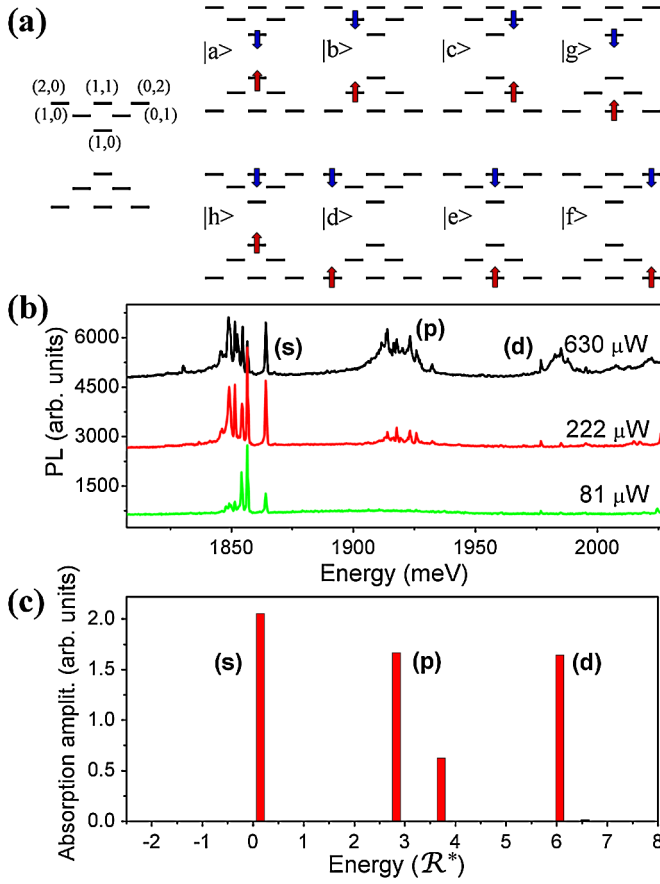 (a)
|a> |b> |c> |g>
(2,0) (1,1) (0,2)
(1,0) (0,1)
(1,0)
|h> |d> |e> |f>
(b)
PL (arb. units)
6000
4500
3000
1500
(s) (p) (d) 630 μW
222 μW
81 μW
1850 1900 1950 2000
Energy (meV)
(c)
Absorption amplit. (arb. units)
2.0
1.5
1.0
0.5
0.0
(s) (p) (d)
-2 -1 0 1 2 3 4 5 6 7 8
Energy (ℛ*)